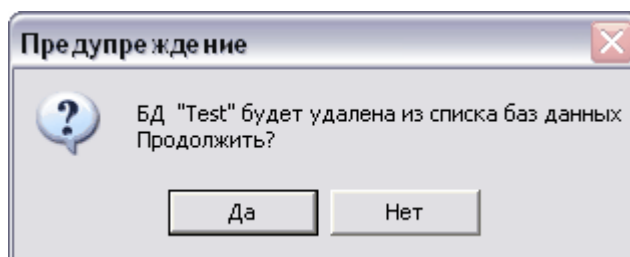 Предупреждение
БД "Test" будет удалена из списка баз данных
Продолжить?
Да
Нет